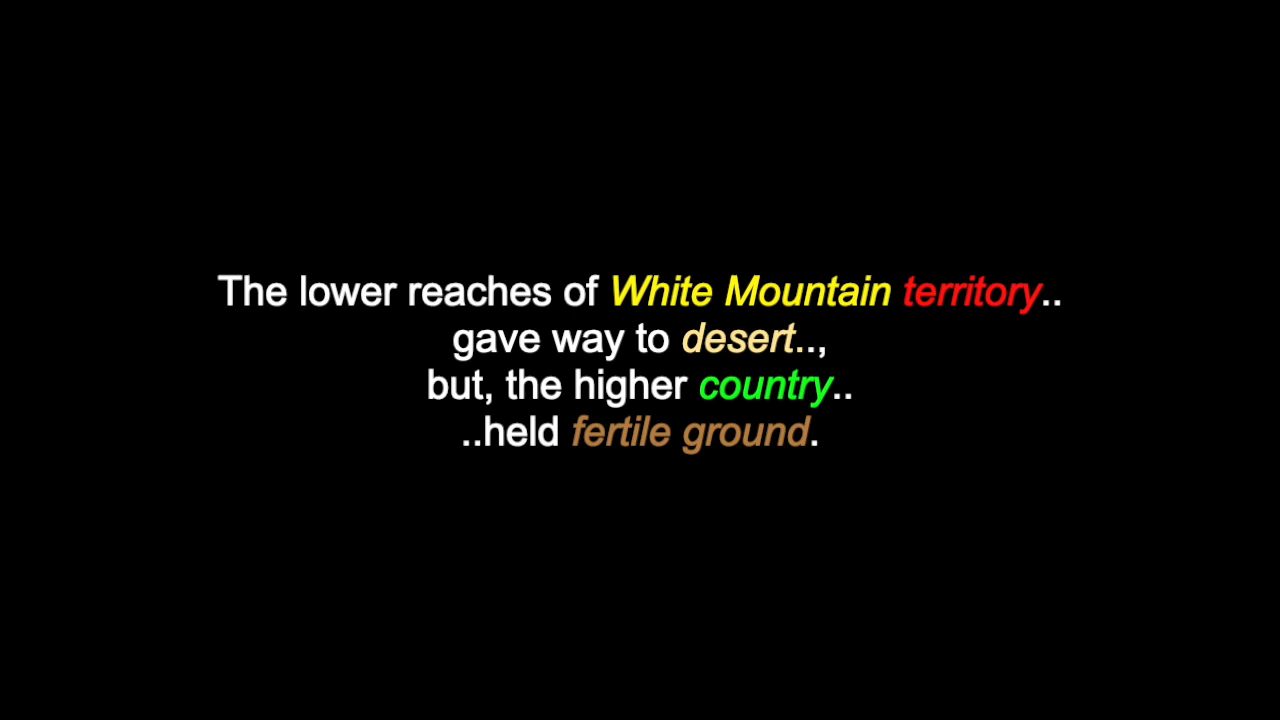 The lower reaches of White Mountain territory..
gave way to desert..,
but, the higher country..
..held fertile ground.